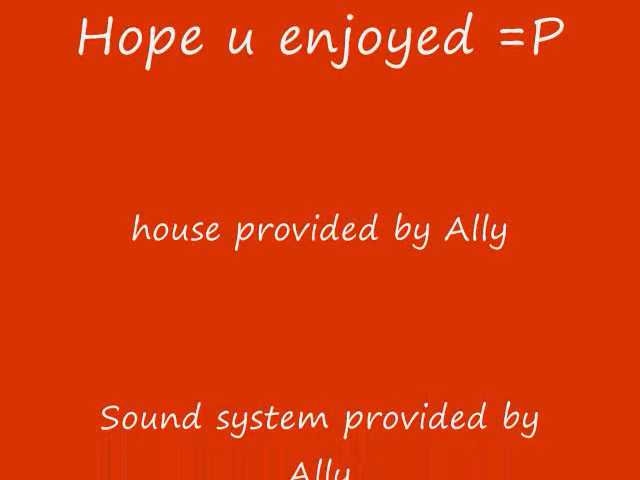 Hope u enjoyed =P
house provided by Ally
Sound system provided by
Ally